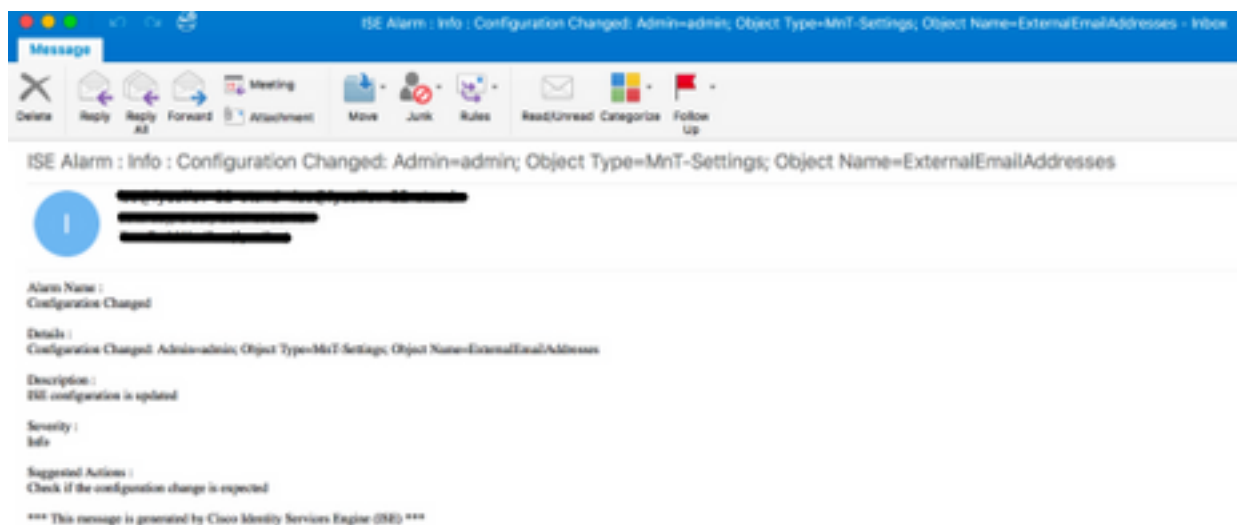 ISE Alarm : Info : Configuration Changed: Admin=admin; Object Type=MnT-Settings; Object Name=ExternalEmailAddresses - Inbox
Message
Delete
Reply
Reply All
Forward
Meeting
Attachment
Move
Junk
Rules
Read/Unread
Categorize
Follow Up
ISE Alarm : Info : Configuration Changed: Admin=admin; Object Type=MnT-Settings; Object Name=ExternalEmailAddresses
I
Alarm Name :
Configuration Changed
Details :
Configuration Changed: Admin=admin; Object Type=MnT-Settings; Object Name=ExternalEmailAddresses
Description :
ISE configuration is updated
Severity :
Info
Suggested Actions :
Check if the configuration change is expected
*** This message is generated by Cisco Identity Services Engine (ISE) ***